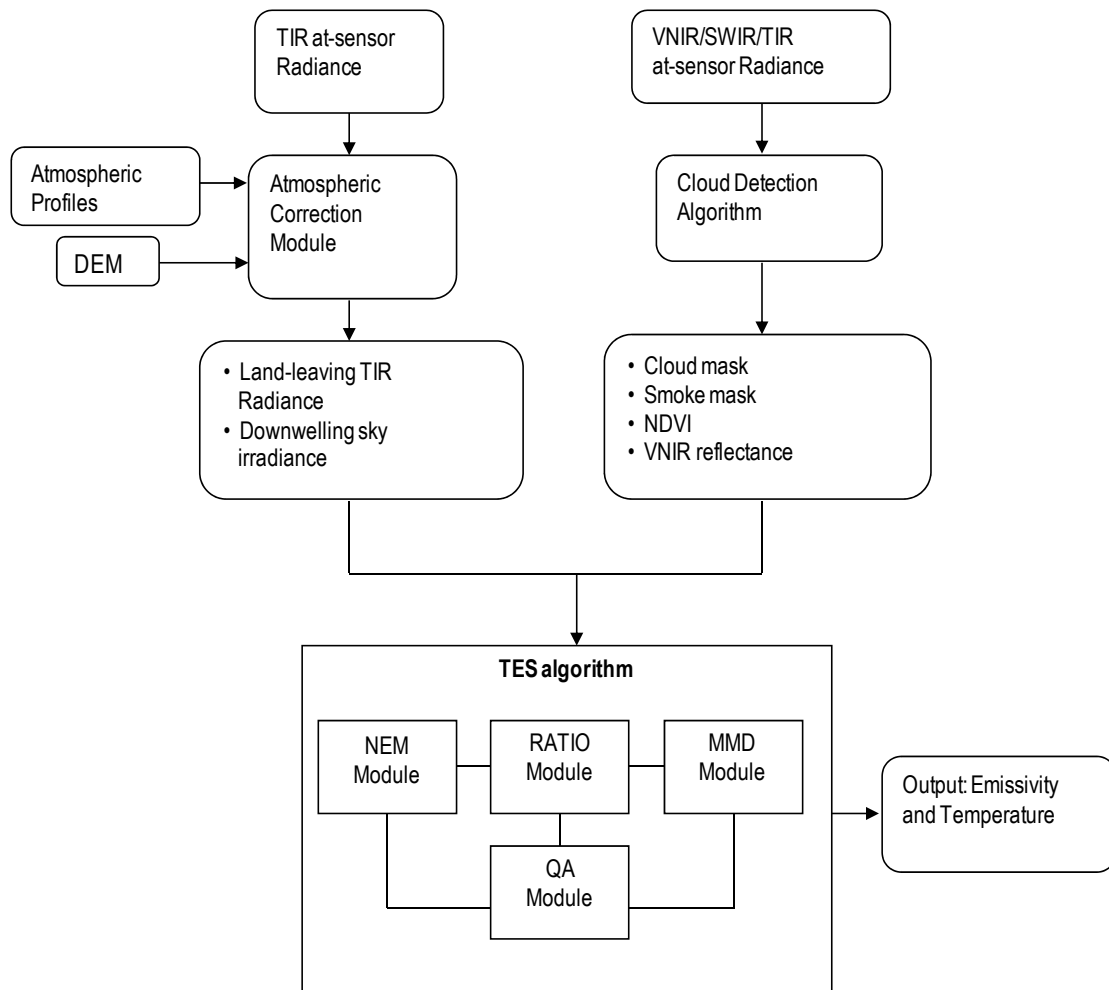 TIR at-sensor
Radiance
VNIR/SWIR/TIR
at-sensor Radiance
Atmospheric
Profiles
Atmospheric
Correction
Module
Cloud Detection
Algorithm
DEM
• Land-leaving TIR
Radiance
• Downwelling sky
irradiance
• Cloud mask
• Smoke mask
• NDVI
• VNIR reflectance
TES algorithm
NEM
Module
RATIO
Module
MMD
Module
QA
Module
Output: Emissivity
and Temperature